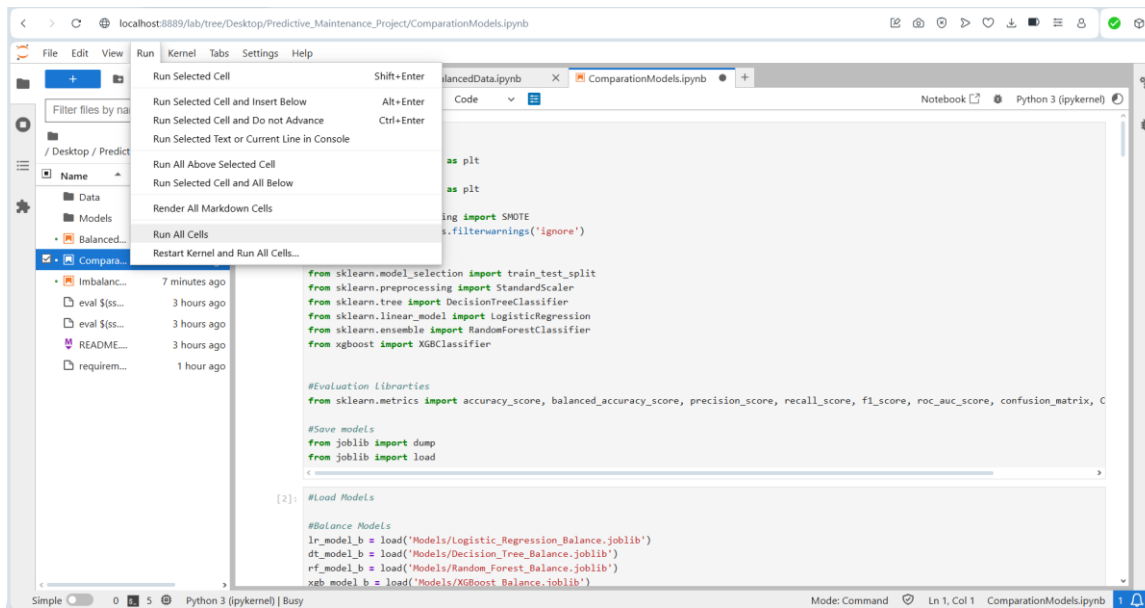 localhost:8889/lab/tree/Desktop/Predictive_Maintenance_Project/ComparationModels.ipynb
File Edit View Run Kernel Tabs Settings Help
Run Selected Cell Shift+Enter
Run Selected Cell and Insert Below Alt+Enter
Run Selected Cell and Do not Advance Ctrl+Enter
Run Selected Text or Current Line in Console
Run All Above Selected Cell
Run Selected Cell and All Below
Render All Markdown Cells
Run All Cells
Restart Kernel and Run All Cells...
Filter files by na
/ Desktop / Predict
Name
Data
Models
Balanced...
Compara...
Imbalanc... 7 minutes ago
eval $(ss... 3 hours ago
eval $(ss... 3 hours ago
README.... 3 hours ago
requirem... 1 hour ago
lancedData.ipynb × ComparationModels.ipynb
Code Notebook Python 3 (ipykernel)
as plt
as plt
ing import SMOTE
s.filterwarnings('ignore')
from sklearn.model_selection import train_test_split
from sklearn.preprocessing import StandardScaler
from sklearn.tree import DecisionTreeClassifier
from sklearn.linear_model import LogisticRegression
from sklearn.ensemble import RandomForestClassifier
from xgboost import XGBClassifier
#Evaluation librarties
from sklearn.metrics import accuracy_score, balanced_accuracy_score, precision_score, recall_score, f1_score, roc_auc_score, confusion_matrix, C
#Save models
from joblib import dump
from joblib import load
[2]: #Load Models
#Balance Models
lr_model_b = load('Models/Logistic_Regression_Balance.joblib')
dt_model_b = load('Models/Decision_Tree_Balance.joblib')
rf_model_b = load('Models/Random_Forest_Balance.joblib')
xgb_model_b = load('Models/XGBoost_Balance.joblib')
Simple 0 5 Python 3 (ipykernel) | Busy Mode: Command Ln 1, Col 1 ComparationModels.ipynb 1